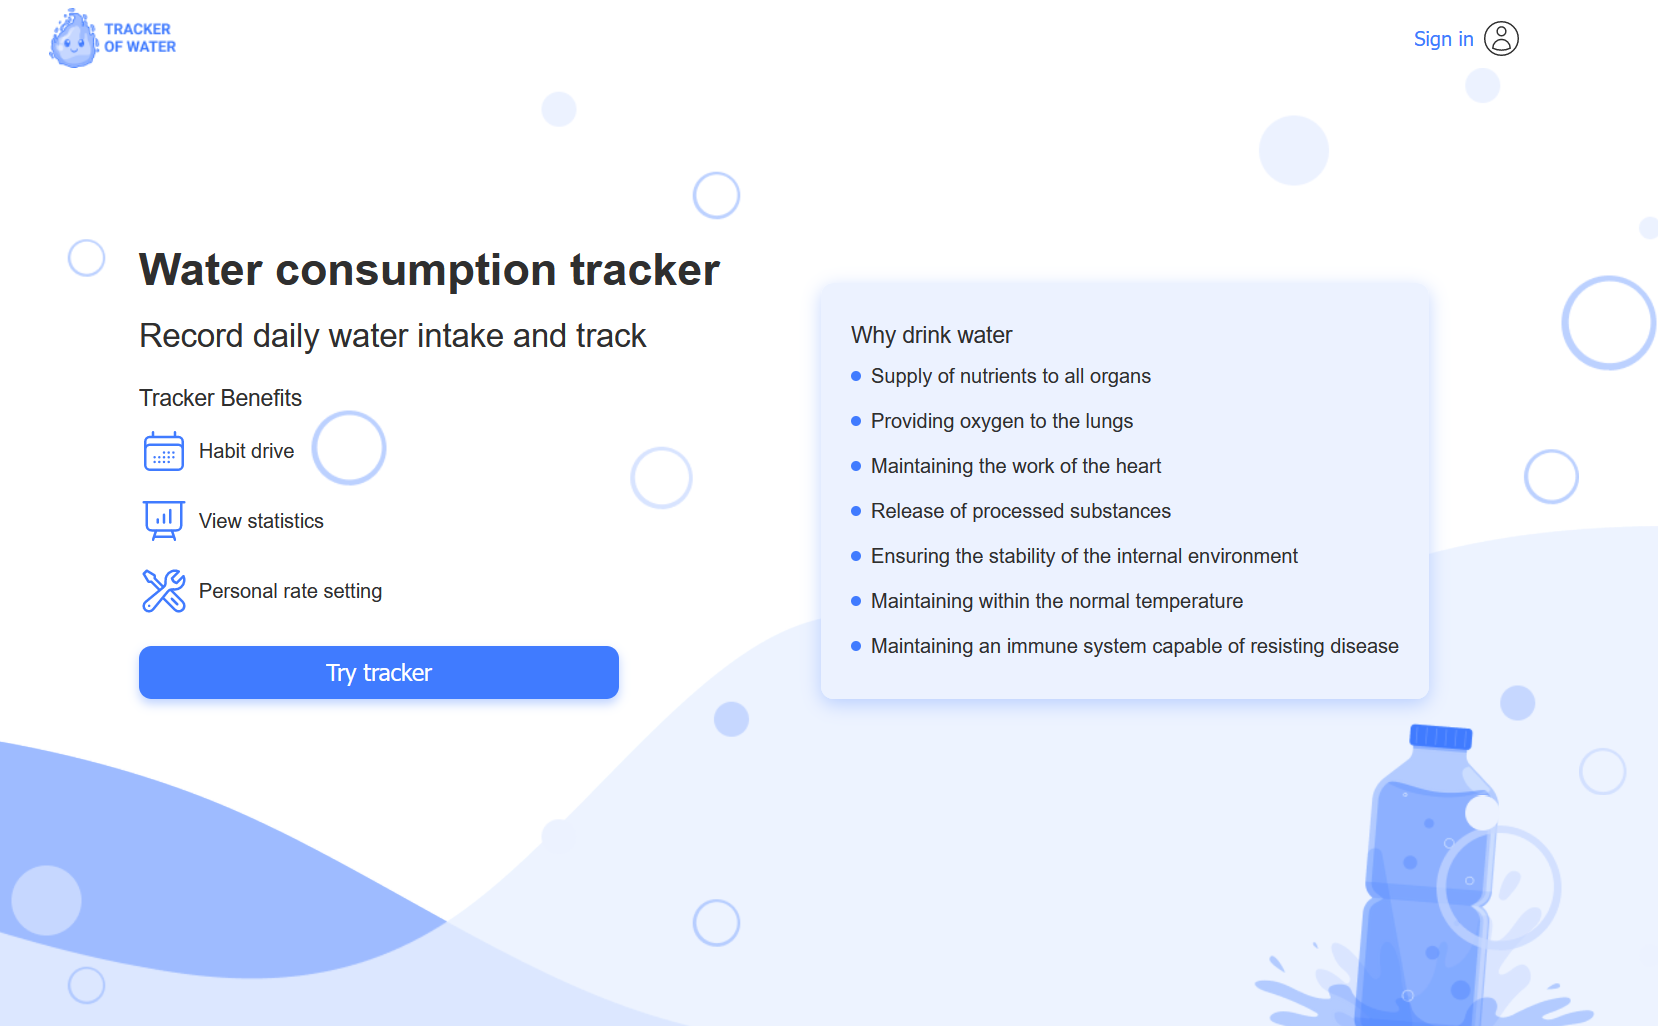 TRACKER
OF WATER
Sign in
Water consumption tracker
Record daily water intake and track
Tracker Benefits
Habit drive
View statistics
Personal rate setting
Try tracker
Why drink water
Supply of nutrients to all organs
Providing oxygen to the lungs
Maintaining the work of the heart
Release of processed substances
Ensuring the stability of the internal environment
Maintaining within the normal temperature
Maintaining an immune system capable of resisting disease